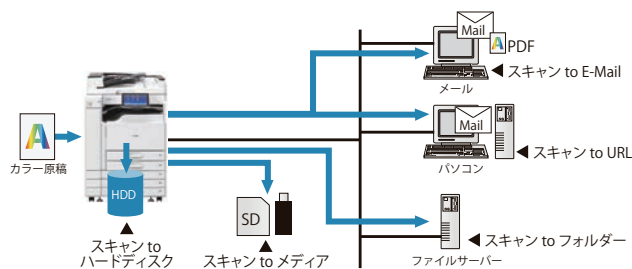 Mail
A PDF
メール
◀ スキャン to E-Mail
Mail
パソコン
◀ スキャン to URL
A
カラー原稿
HDD
▲
スキャン to
ハードディスク
SD
▲
スキャン to メディア
ファイルサーバー
◀ スキャン to フォルダー